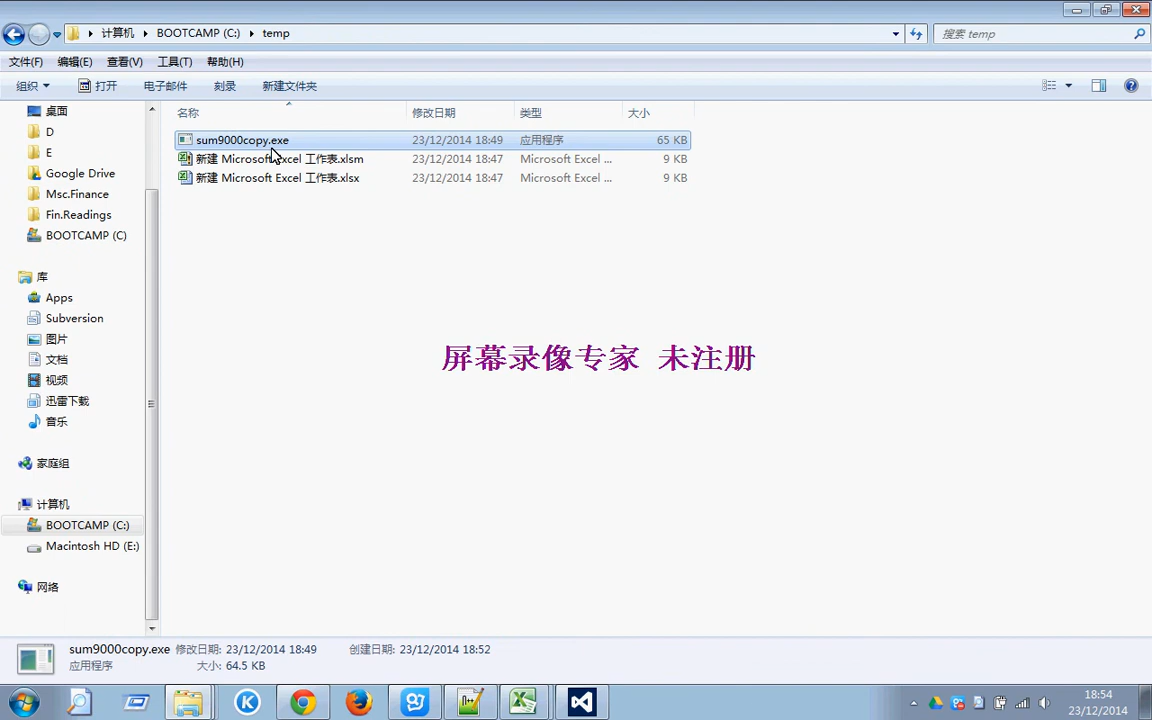 计算机 BOOTCAMP (C:) temp
搜索 temp
文件(F) 编辑(E) 查看(V) 工具(T) 帮助(H)
组织 打开 电子邮件 刻录 新建文件夹
名称 修改日期 类型 大小
sum9000copy.exe 23/12/2014 18:49 应用程序 65 KB
新建 Microsoft Excel 工作表.xlsm 23/12/2014 18:47 Microsoft Excel ... 9 KB
新建 Microsoft Excel 工作表.xlsx 23/12/2014 18:47 Microsoft Excel ... 9 KB
桌面
D
E
Google Drive
Msc.Finance
Fin.Readings
BOOTCAMP (C)
库
Apps
Subversion
图片
文档
视频
迅雷下载
音乐
家庭组
计算机
BOOTCAMP (C:)
Macintosh HD (E:)
网络
屏幕录像专家 未注册
sum9000copy.exe 修改日期: 23/12/2014 18:49 创建日期: 23/12/2014 18:52
应用程序 大小: 64.5 KB
18:54
23/12/2014